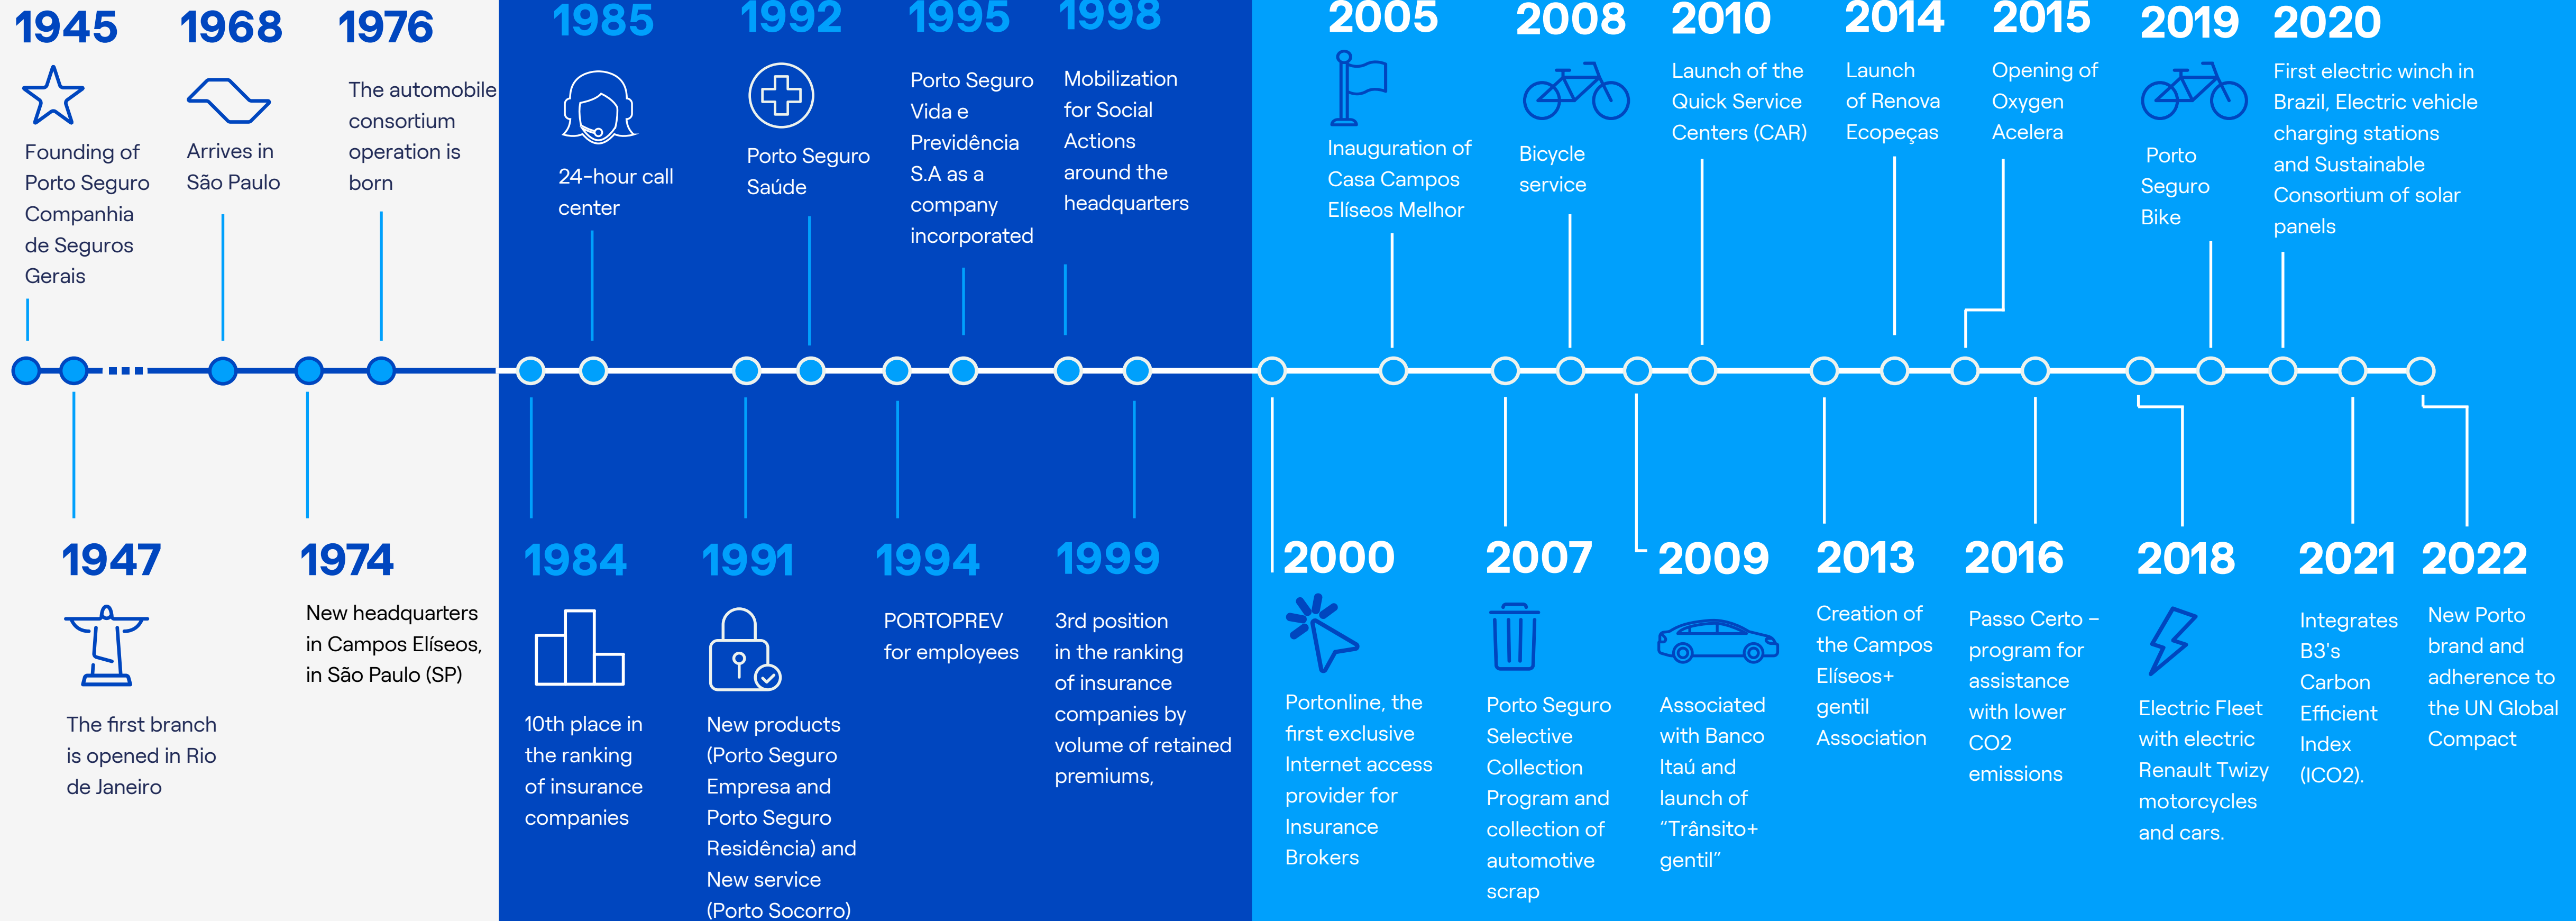 1945
Founding of
Porto Seguro
Companhia
de Seguros
Gerais
1968
Arrives in
São Paulo
1976
The automobile
consortium
operation is
born
1985
24-hour call
center
1992
Porto Seguro
Saúde
1995
Porto Seguro
Vida e
Previdência
S.A as a
company
incorporated
1998
Mobilization
for Social
Actions
around the
headquarters
2005
Inauguration of
Casa Campos
Elíseos Melhor
2008
Bicycle
service
2010
Launch of the
Quick Service
Centers (CAR)
2014
Launch
of Renova
Ecopeças
2015
Opening of
Oxygen
Acelera
2019
Porto
Seguro
Bike
2020
First electric winch in
Brazil, Electric vehicle
charging stations
and Sustainable
Consortium of solar
panels
1947
The first branch
is opened in Rio
de Janeiro
1974
New headquarters
in Campos Elíseos,
in São Paulo (SP)
1984
10th place in
the ranking
of insurance
companies
1991
New products
(Porto Seguro
Empresa and
Porto Seguro
Residência) and
New service
(Porto Socorro)
1994
PORTOPREV
for employees
1999
3rd position
in the ranking
of insurance
companies by
volume of retained
premiums,
2000
Portonline, the
first exclusive
Internet access
provider for
Insurance
Brokers
2007
Porto Seguro
Selective
Collection
Program and
collection of
automotive
scrap
2009
Associated
with Banco
Itaú and
launch of
“Trânsito+
gentil”
2013
Creation of
the Campos
Elíseos+
gentil
Association
2016
Passo Certo –
program for
assistance
with lower
CO2
emissions
2018
Electric Fleet
with electric
Renault Twizy
motorcycles
and cars.
2021
Integrates
B3's
Carbon
Efficient
Index
(ICO2).
2022
New Porto
brand and
adherence to
the UN Global
Compact